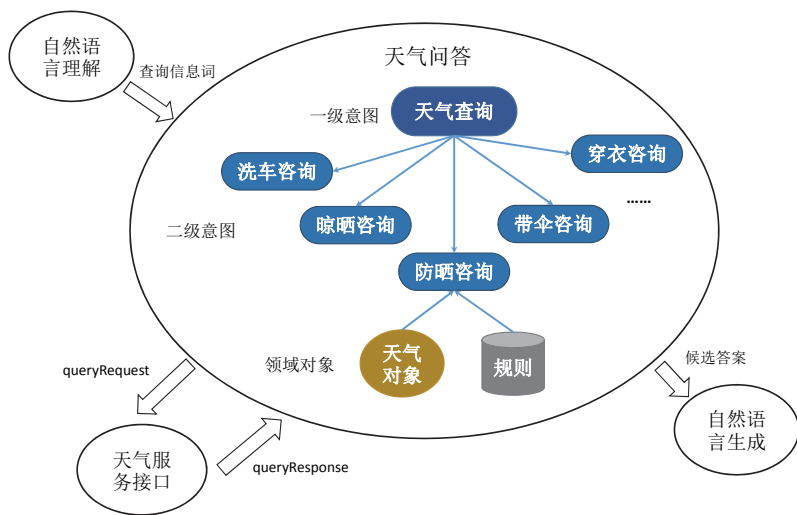 自然语
言理解
查询信息词
天气问答
一级意图
天气查询
洗车咨询
穿衣咨询
......
二级意图
晾晒咨询
带伞咨询
防晒咨询
领域对象
天气
对象
规则
queryRequest
候选答案
天气服
务接口
queryResponse
自然语
言生成